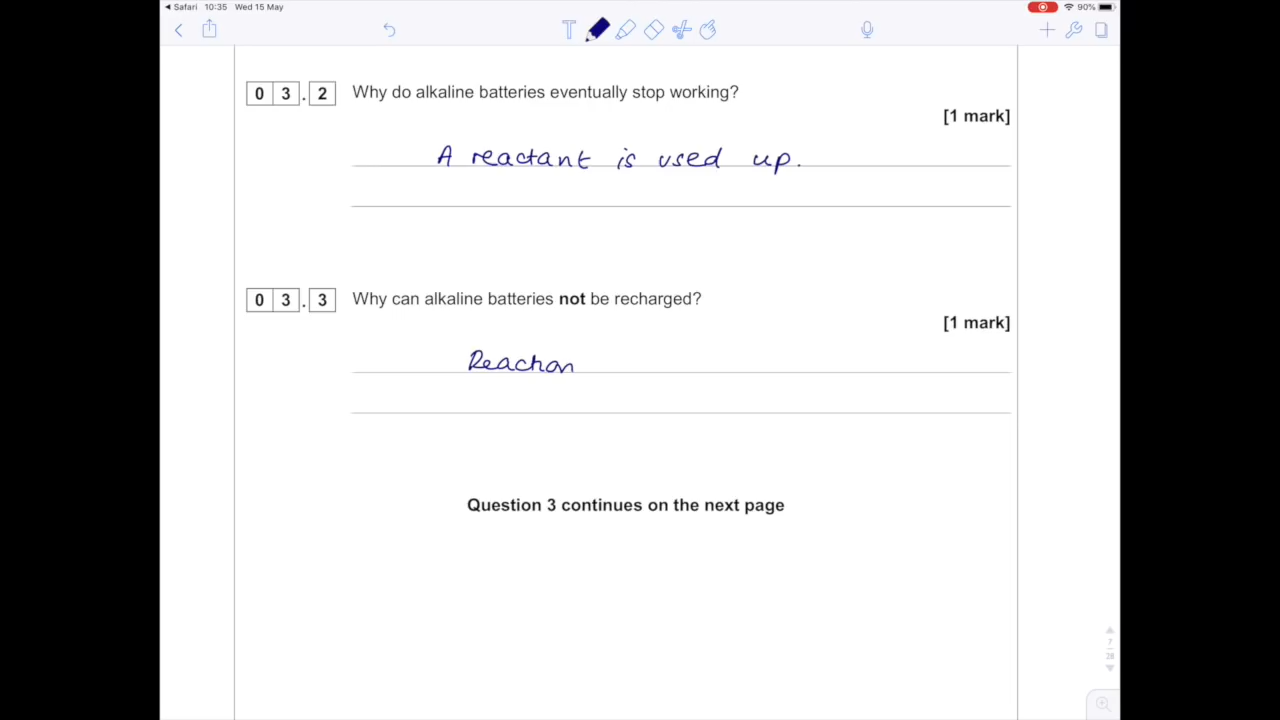 Safari 10:35 Wed 15 May 90%
T
0 3 . 2 Why do alkaline batteries eventually stop working?
[1 mark]
A reactant is used up.
0 3 . 3 Why can alkaline batteries not be recharged?
[1 mark]
Reaction
Question 3 continues on the next page
7
28